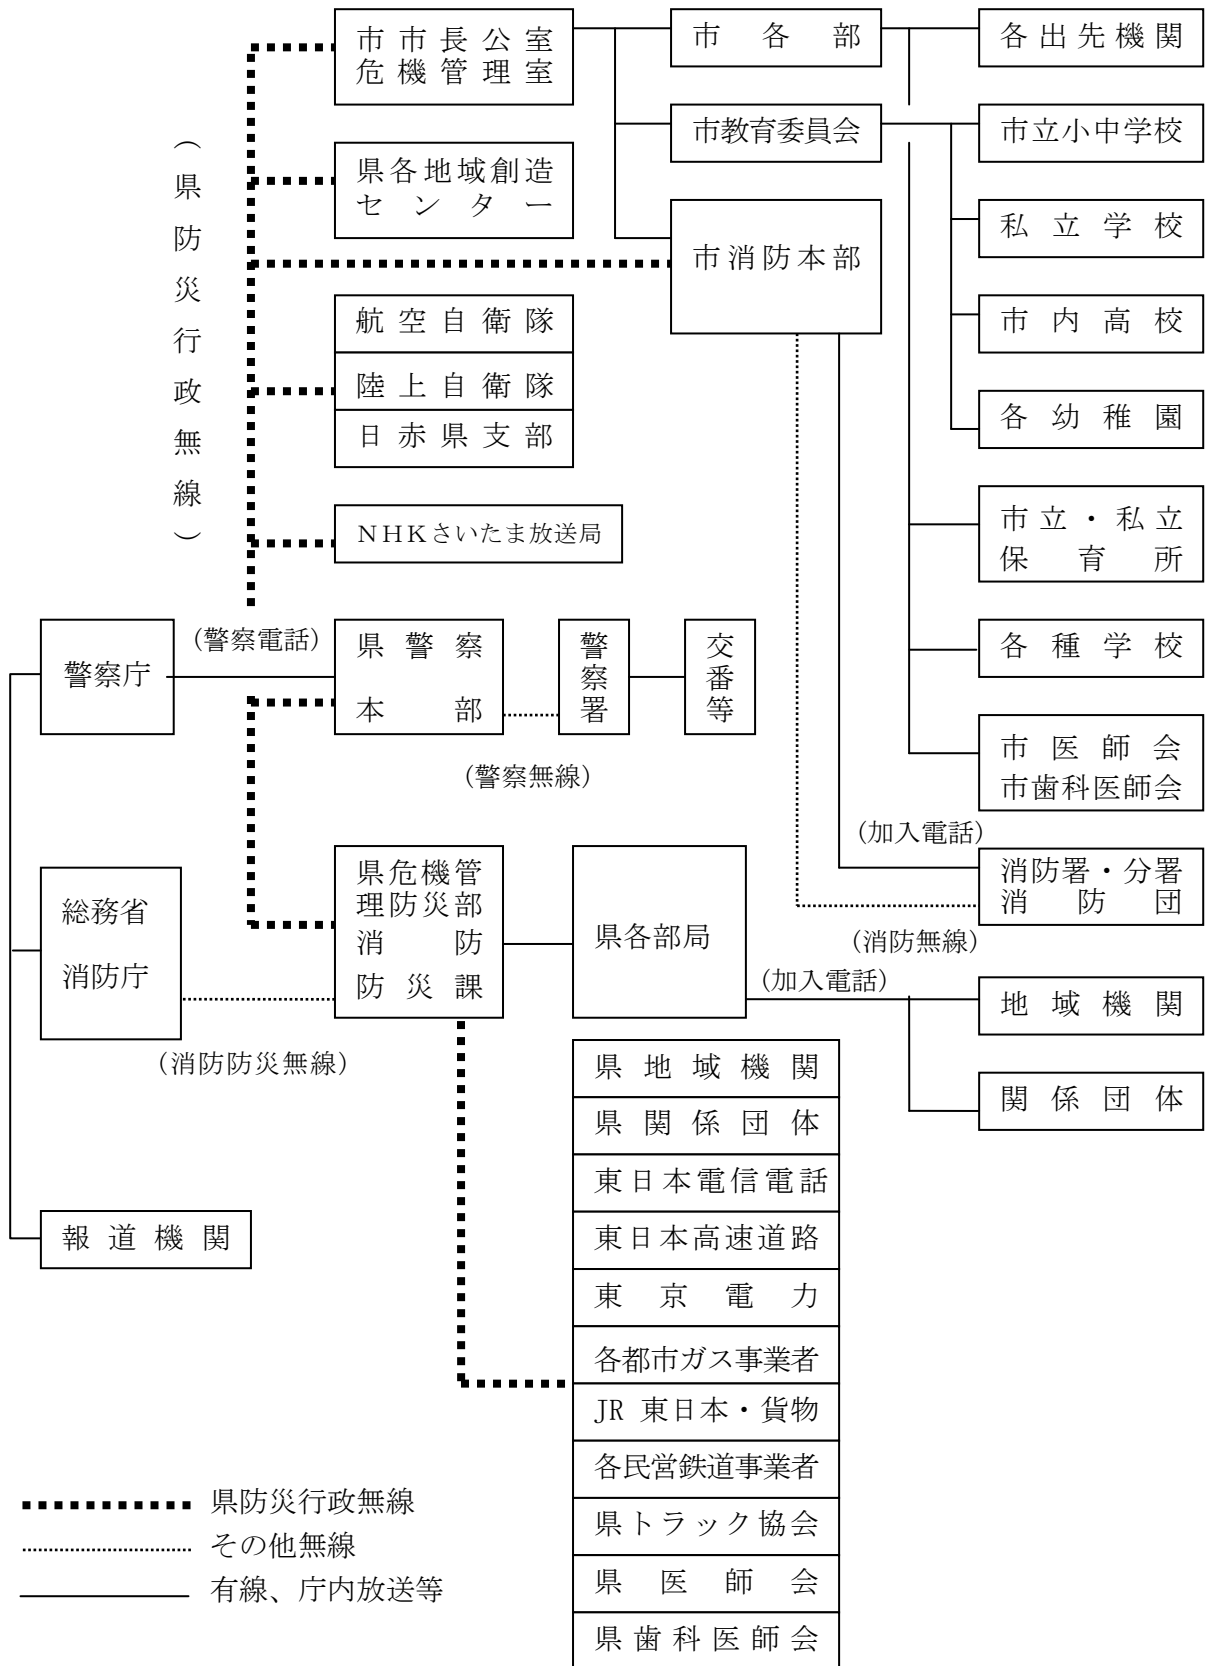 市市長公室
危機管理室
市各部
各出先機関
市教育委員会
市立小中学校
(県防災行政無線)
県各地域創造
センター
市消防本部
私立学校
航空自衛隊
市内高校
陸上自衛隊
日赤県支部
各幼稚園
NHKさいたま放送局
市立・私立
保育所
警察庁
(警察電話)
県警察
本部
警察署
交番等
各種学校
(警察無線)
市医師会
市歯科医師会
(加入電話)
総務省
消防庁
県危機管
理防災部
消防
防災課
県各部局
消防署・分署
消防団
(消防無線)
(加入電話)
地域機関
(消防防災無線)
関係団体
県地域機関
県関係団体
東日本電信電話
東日本高速道路
東京電力
各都市ガス事業者
JR 東日本・貨物
各民営鉄道事業者
県トラック協会
県医師会
県歯科医師会
報道機関
県防災行政無線
その他無線
有線、庁内放送等